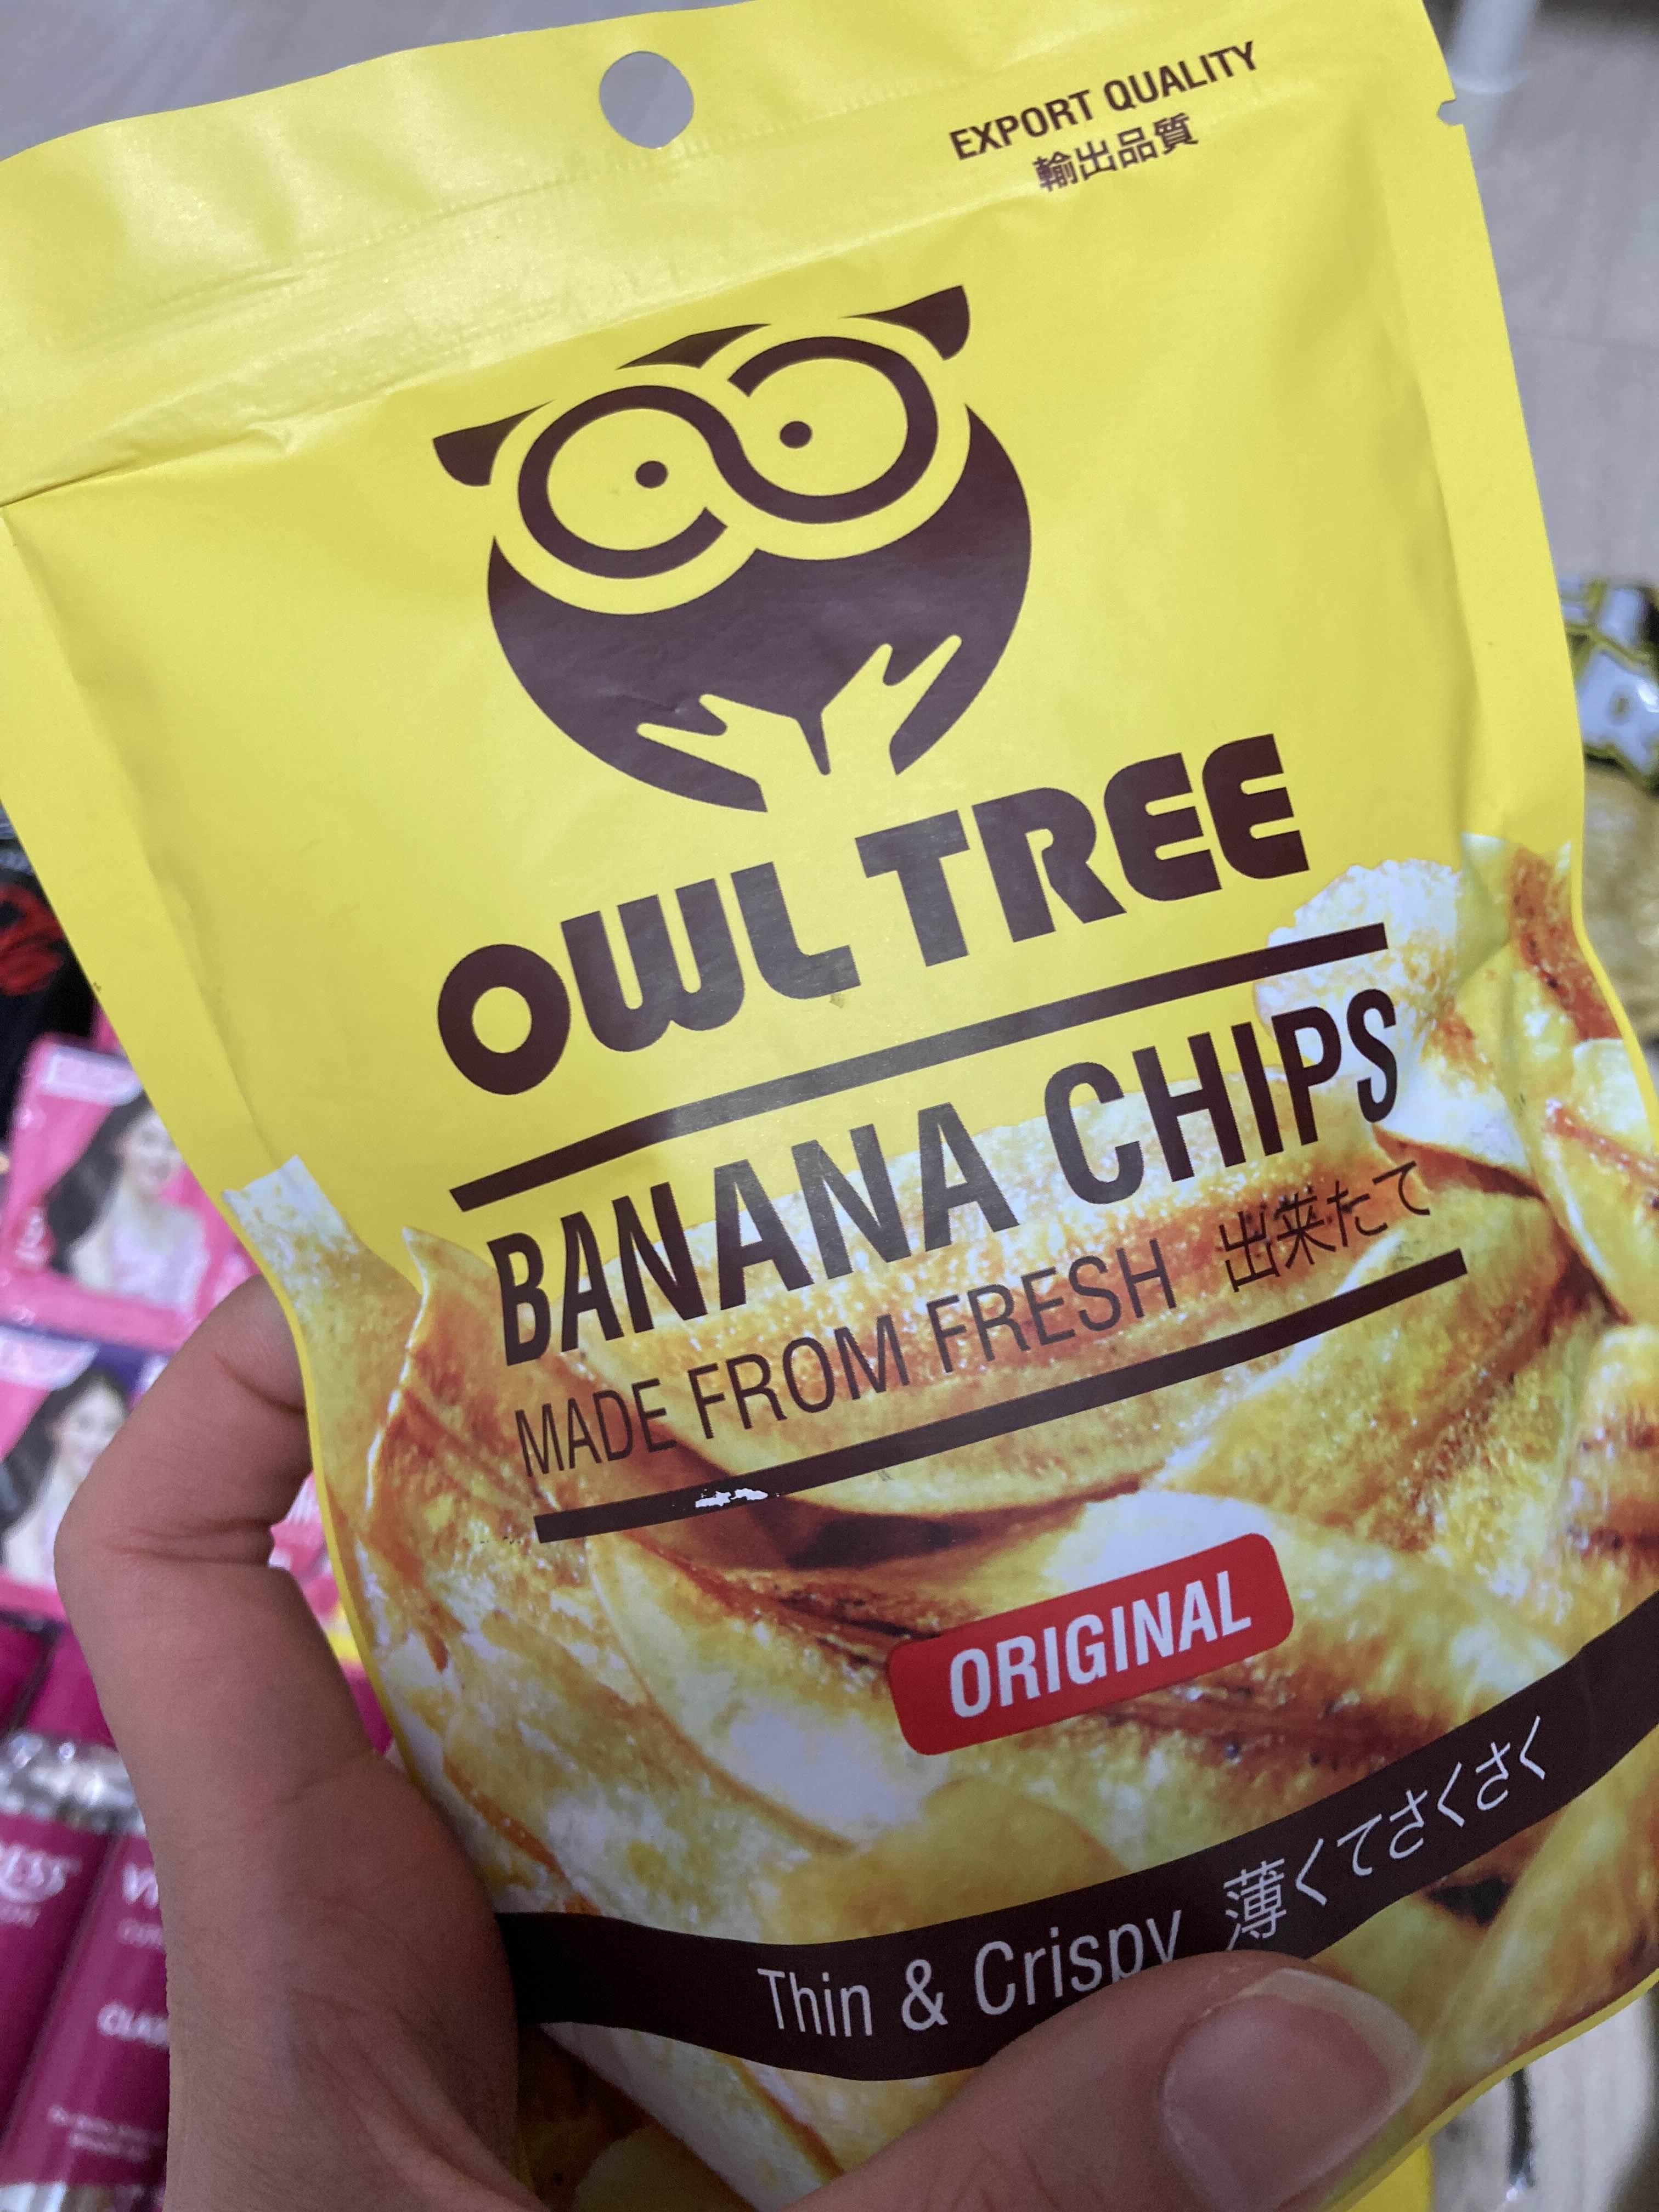 EXPORT QUALITY
輸出品質
OWL TREE
BANANA CHIPS
MADE FROM FRESH 出来たて
ORIGINAL
Thin & Crispy 薄くてさくさく